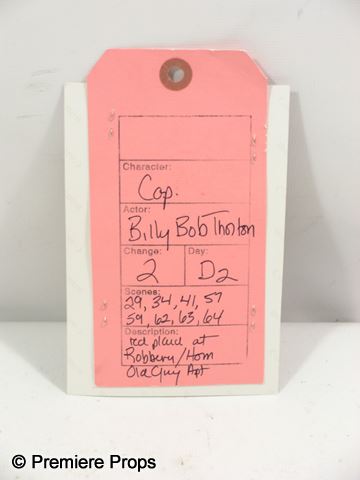 Character:
Cop.
Actor:
Billy Bob Thorton
Change: Day:
2 D2
Scenes:
29, 34, 41, 57
59, 62, 63, 64
Description:
red plaid at
Robbery/Hom
Old Guy Apt
© Premiere Props